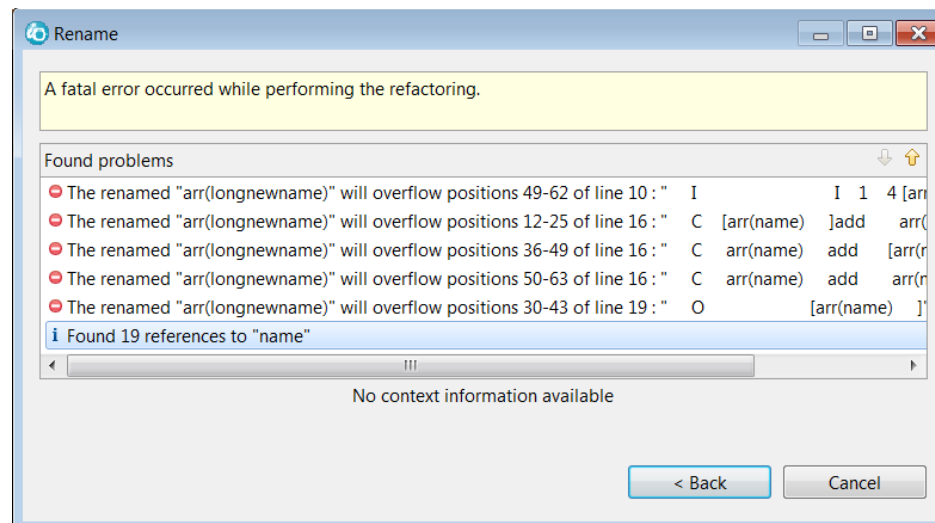 Rename
A fatal error occurred while performing the refactoring.
Found problems
The renamed "arr(longnewname)" will overflow positions 49-62 of line 10 : " I I 1 4 [arr
The renamed "arr(longnewname)" will overflow positions 12-25 of line 16 : " C [arr(name) ]add arr(
The renamed "arr(longnewname)" will overflow positions 36-49 of line 16 : " C arr(name) add [arr(r
The renamed "arr(longnewname)" will overflow positions 50-63 of line 16 : " C arr(name) add arr(n
The renamed "arr(longnewname)" will overflow positions 30-43 of line 19 : " O [arr(name) ]"
Found 19 references to "name"
No context information available
< Back Cancel